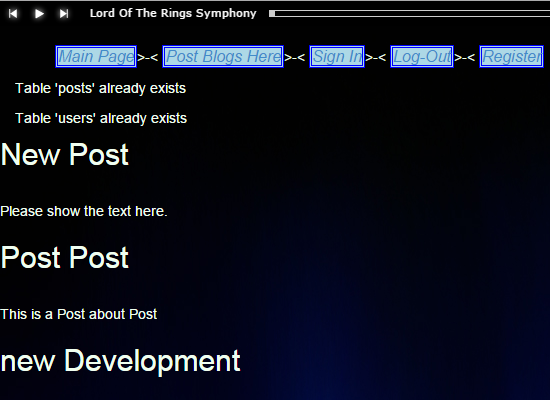 Lord Of The Rings Symphony
Main Page>-< Post Blogs Here>-< Sign In>-< Log-Out>-< Register
Table 'posts' already exists
Table 'users' already exists
New Post
Please show the text here.
Post Post
This is a Post about Post
new Development